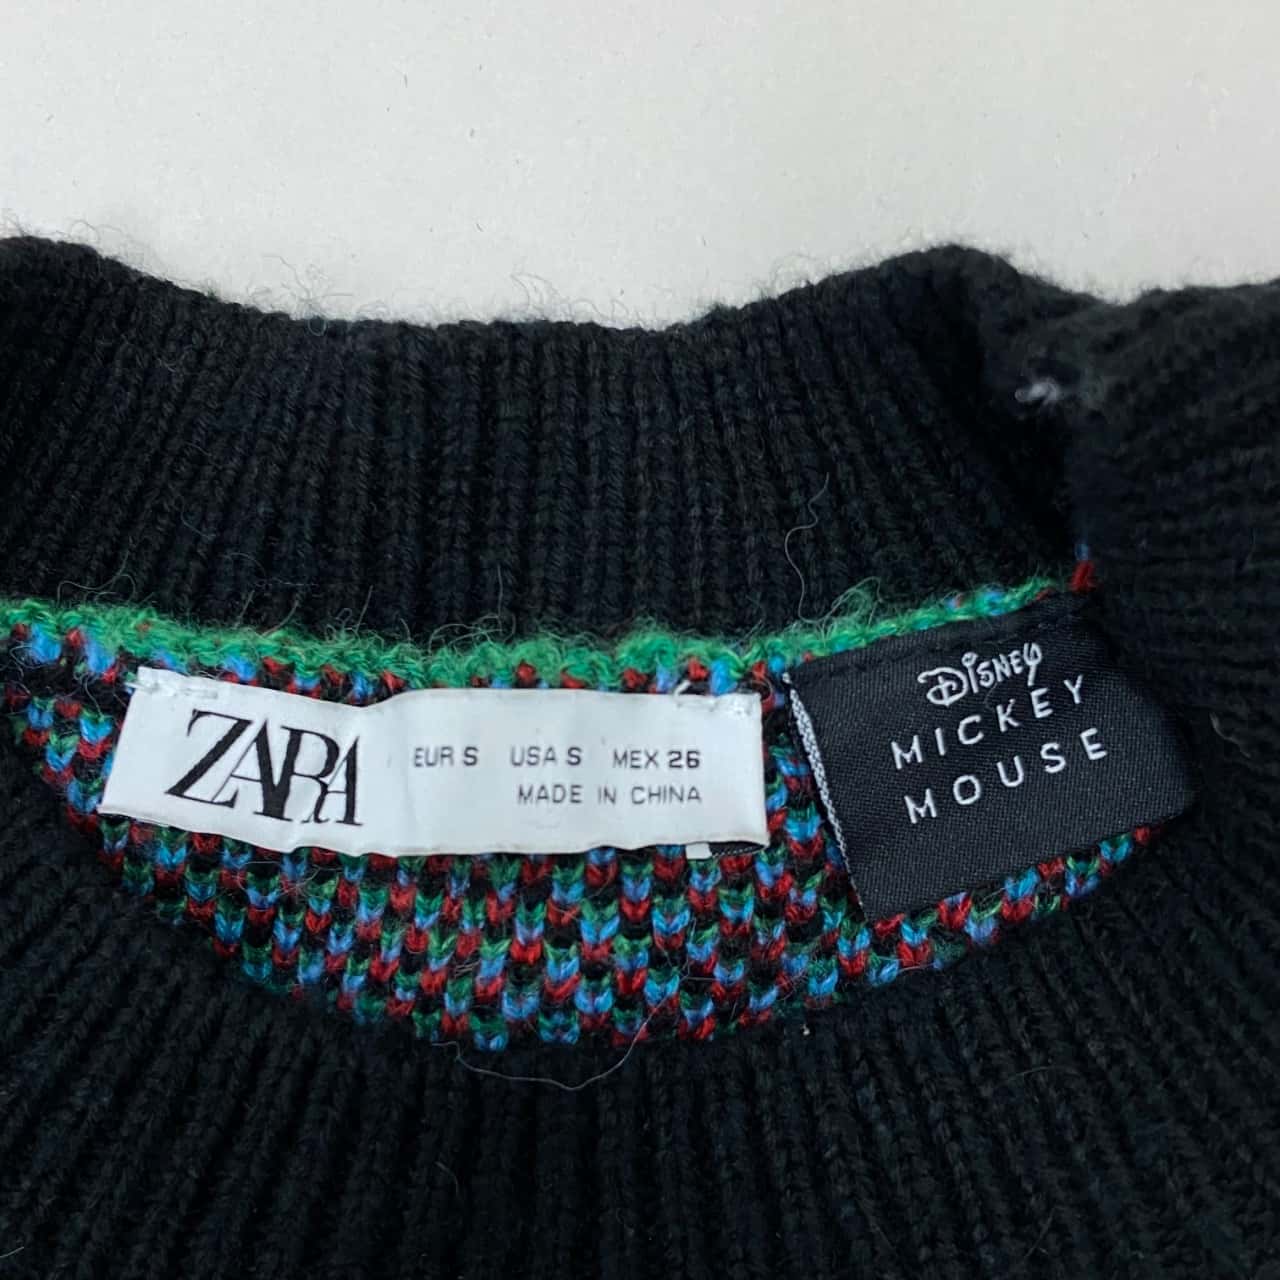 ZARA
EUR S USA S MEX 26
MADE IN CHINA
Disney
MICKEY
MOUSE